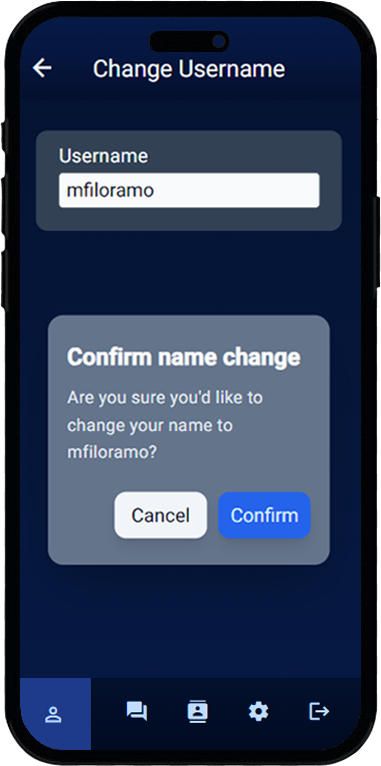 Change Username
Username
mfiloramo
Confirm name change
Are you sure you'd like to
change your name to
mfiloramo?
Cancel
Confirm